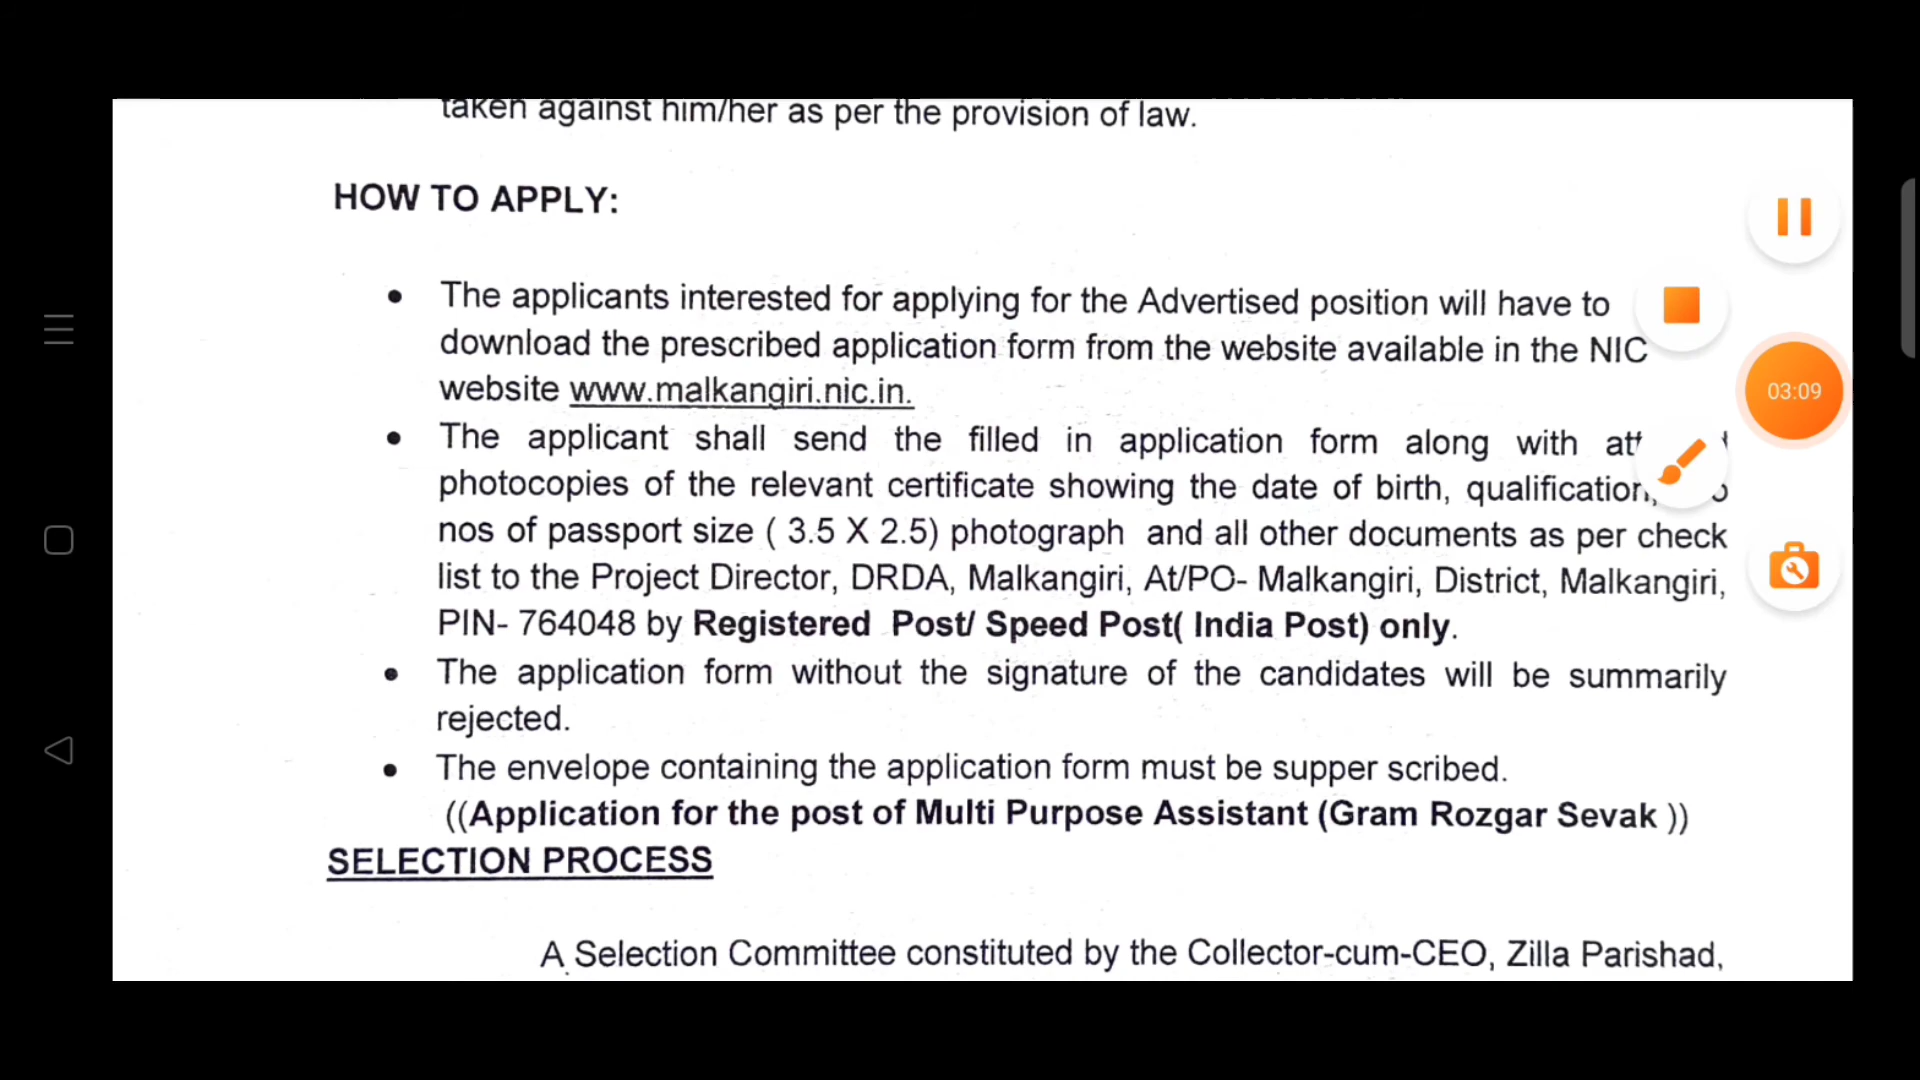 taken against him/her as per the provision of law.
HOW TO APPLY:
• The applicants interested for applying for the Advertised position will have to
download the prescribed application form from the website available in the NIC
website www.malkangiri.nic.in.
03:09
• The applicant shall send the filled in application form along with
photocopies of the relevant certificate showing the date of birth, qualification,
nos of passport size ( 3.5 X 2.5) photograph and all other documents as per check
list to the Project Director, DRDA, Malkangiri, At/PO- Malkangiri, District, Malkangiri,
PIN- 764048 by Registered Post/ Speed Post( India Post) only.
• The application form without the signature of the candidates will be summarily
rejected.
• The envelope containing the application form must be supper scribed.
((Application for the post of Multi Purpose Assistant (Gram Rozgar Sevak ))
SELECTION PROCESS
A Selection Committee constituted by the Collector-cum-CEO, Zilla Parishad,